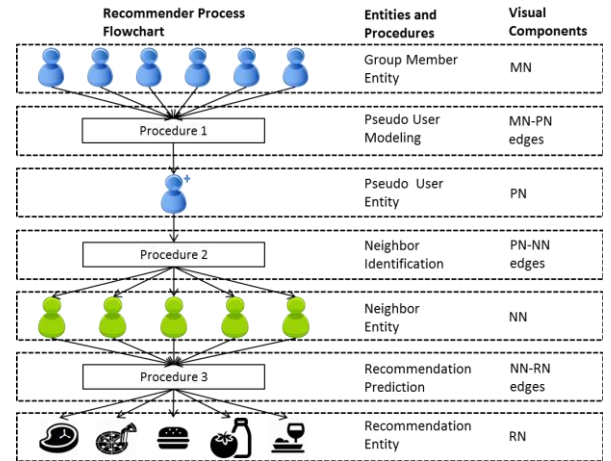 Recommender Process
Flowchart
Entities and
Procedures
Visual
Components
Group Member
Entity
MN
Procedure 1
Pseudo User
Modeling
MN-PN
edges
+
Pseudo User
Entity
PN
Procedure 2
Neighbor
Identification
PN-NN
edges
Neighbor
Entity
NN
Procedure 3
Recommendation
Prediction
NN-RN
edges
Recommendation
Entity
RN